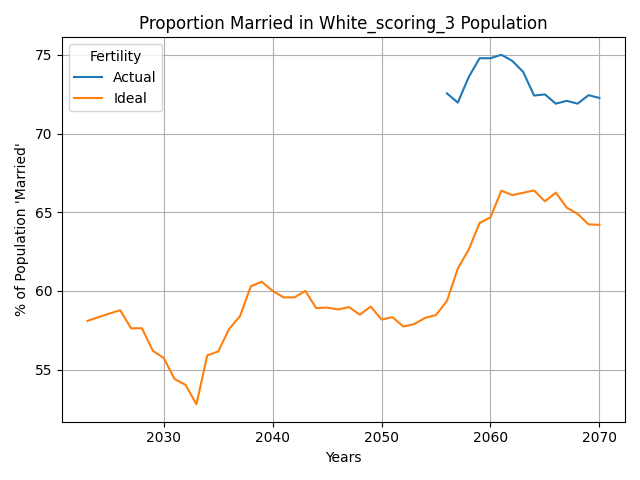 Proportion Married in White_scoring_3 Population
Fertility
Actual
Ideal
% of Population 'Married'
75
70
65
60
55
2030
2040
2050
2060
2070
Years